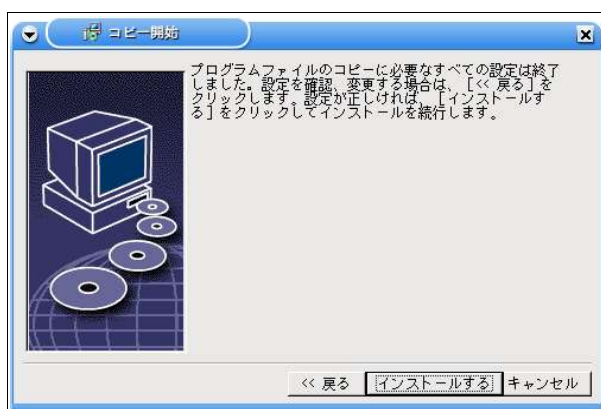 コピー開始
プログラムファイルのコピーに必要なすべての設定は終了
しました。設定を確認、変更する場合は、[<< 戻る]を
クリックします。設定が正しければ、[インストールす
る]をクリックしてインストールを続行します。
<< 戻る インストールする キャンセル